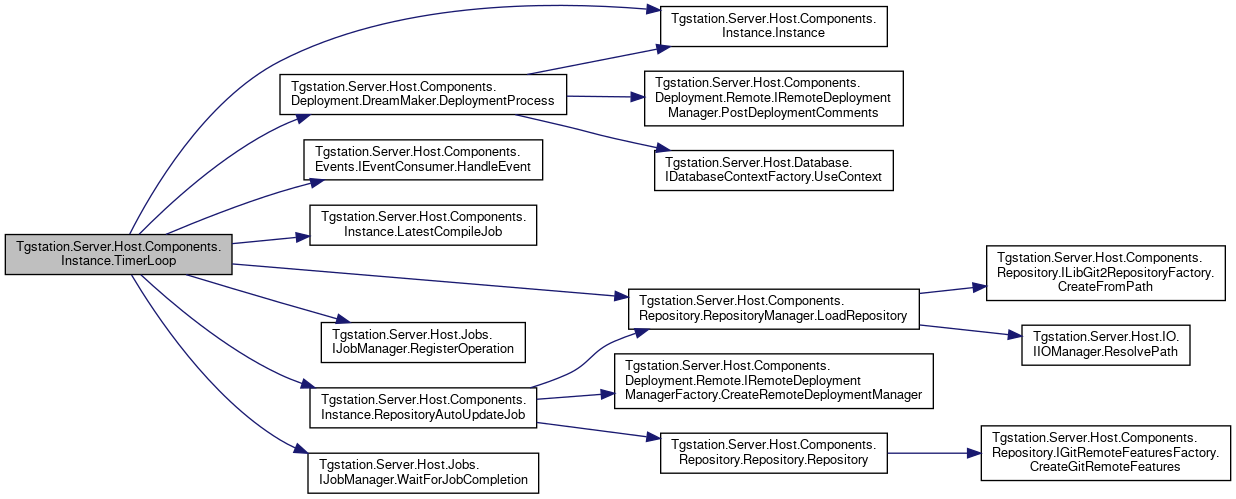 Tgstation.Server.Host.Components.
Instance.TimerLoop
Tgstation.Server.Host.Components.
Instance.Instance
Tgstation.Server.Host.Components.
Deployment.DreamMaker.DeploymentProcess
Tgstation.Server.Host.Components.
Deployment.Remote.IRemoteDeployment
Manager.PostDeploymentComments
Tgstation.Server.Host.Database.
IDatabaseContextFactory.UseContext
Tgstation.Server.Host.Components.
Events.IEventConsumer.HandleEvent
Tgstation.Server.Host.Components.
Instance.LatestCompileJob
Tgstation.Server.Host.Components.
Repository.RepositoryManager.LoadRepository
Tgstation.Server.Host.Components.
Repository.ILibGit2RepositoryFactory.
CreateFromPath
Tgstation.Server.Host.IO.
IIOManager.ResolvePath
Tgstation.Server.Host.Jobs.
IJobManager.RegisterOperation
Tgstation.Server.Host.Components.
Instance.RepositoryAutoUpdateJob
Tgstation.Server.Host.Components.
Deployment.Remote.IRemoteDeployment
ManagerFactory.CreateRemoteDeploymentManager
Tgstation.Server.Host.Components.
Repository.Repository.Repository
Tgstation.Server.Host.Components.
Repository.IGitRemoteFeaturesFactory.
CreateGitRemoteFeatures
Tgstation.Server.Host.Jobs.
IJobManager.WaitForJobCompletion